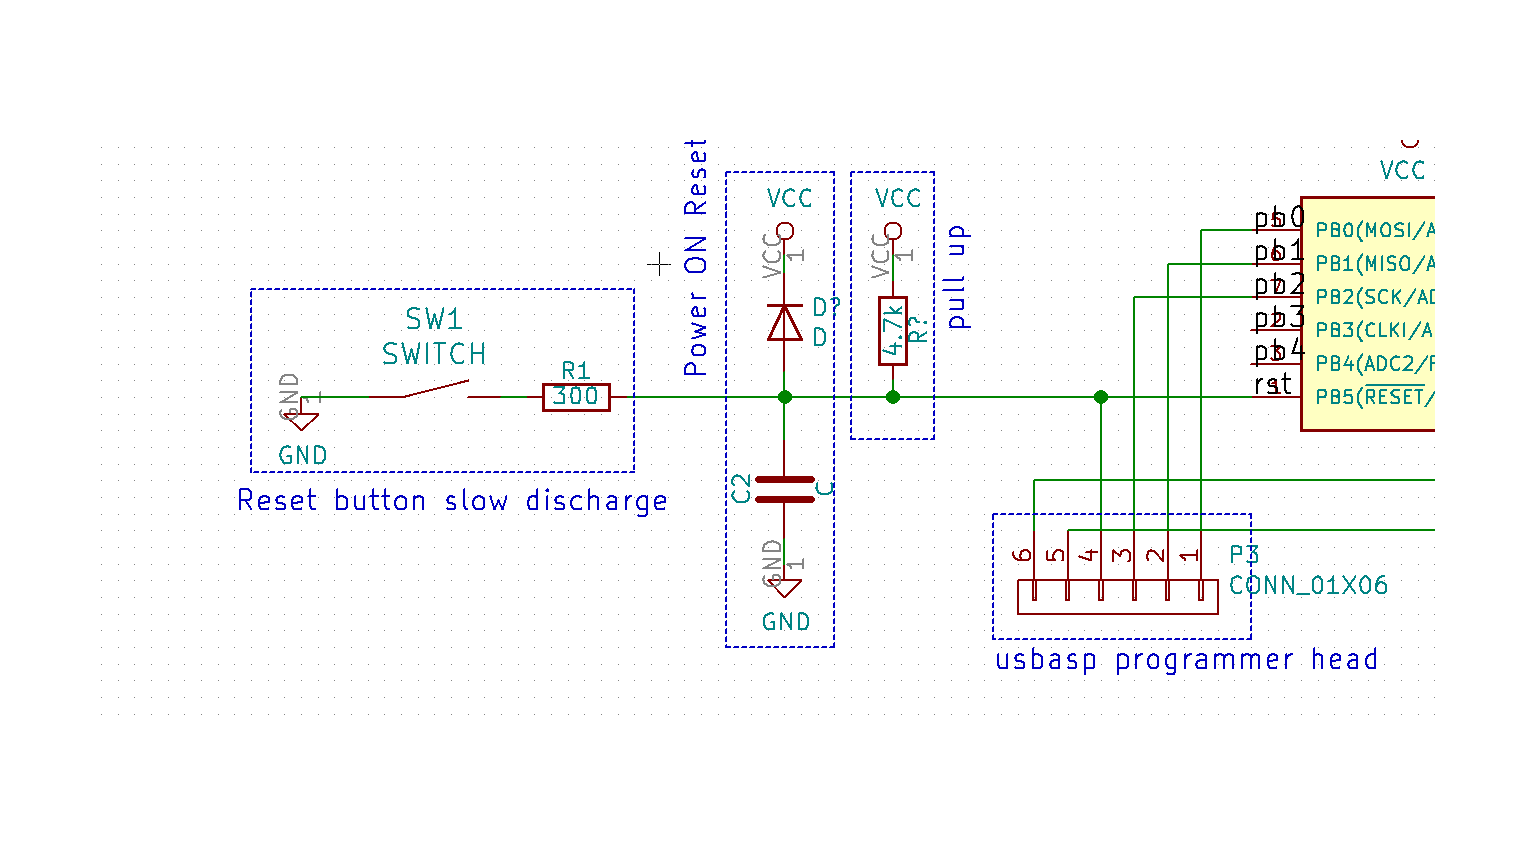 Power ON Reset
VCC
VCC
1
D?
D
VCC
VCC
1
4.7k
R?
pull up
SW1
SWITCH
R1
300
GND
1
GND
Reset button slow discharge
C2
C
GND
1
GND
VCC
pb0
PB0(MOSI/A
pb1
PB1(MISO/A
pb2
PB2(SCK/AD
pb3
PB3(CLKI/A
pb4
PB4(ADC2/
rst
PB5(RESET/
6 5 4 3 2 1
P3
CONN_01X06
usbasp programmer head